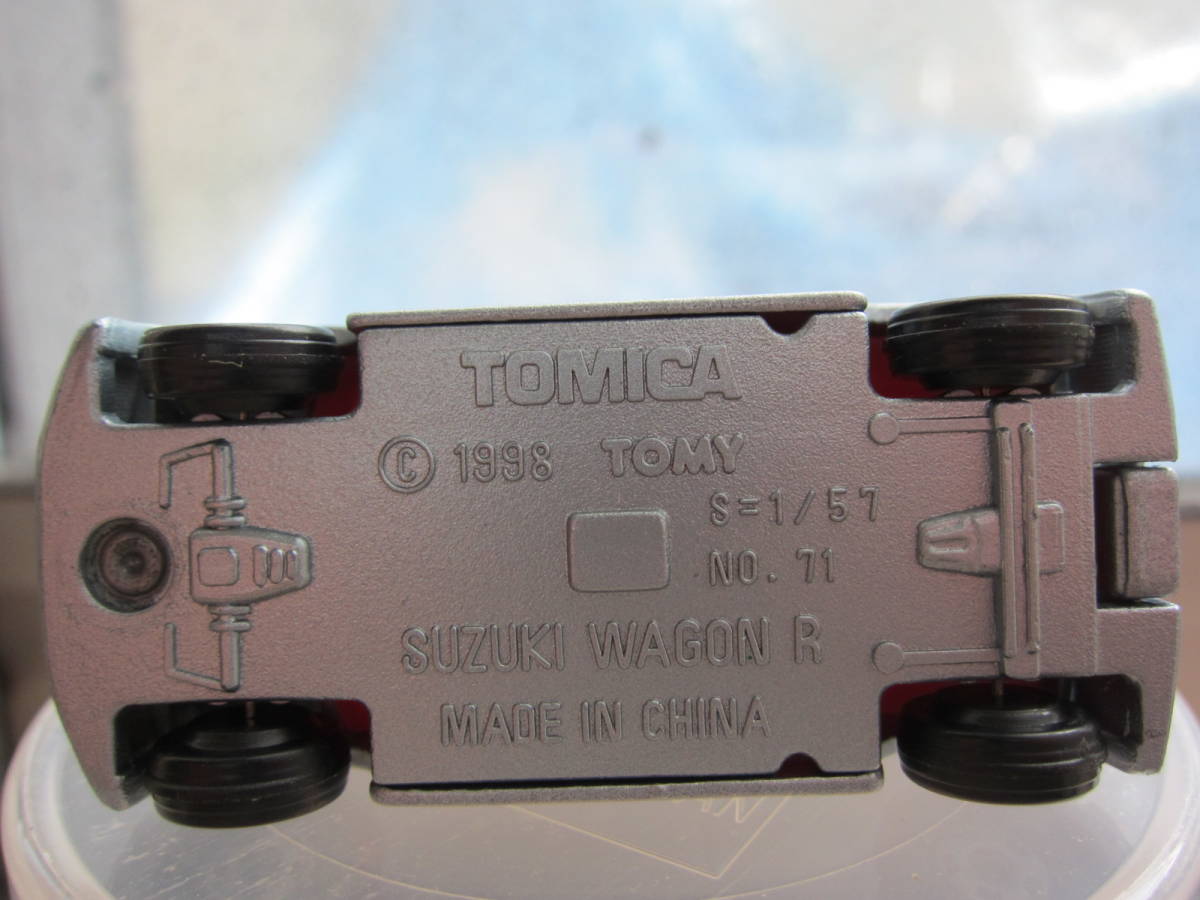 TOMICA
© 1998 TOMY
S=1/57
NO. 71
SUZUKI WAGON R
MADE IN CHINA